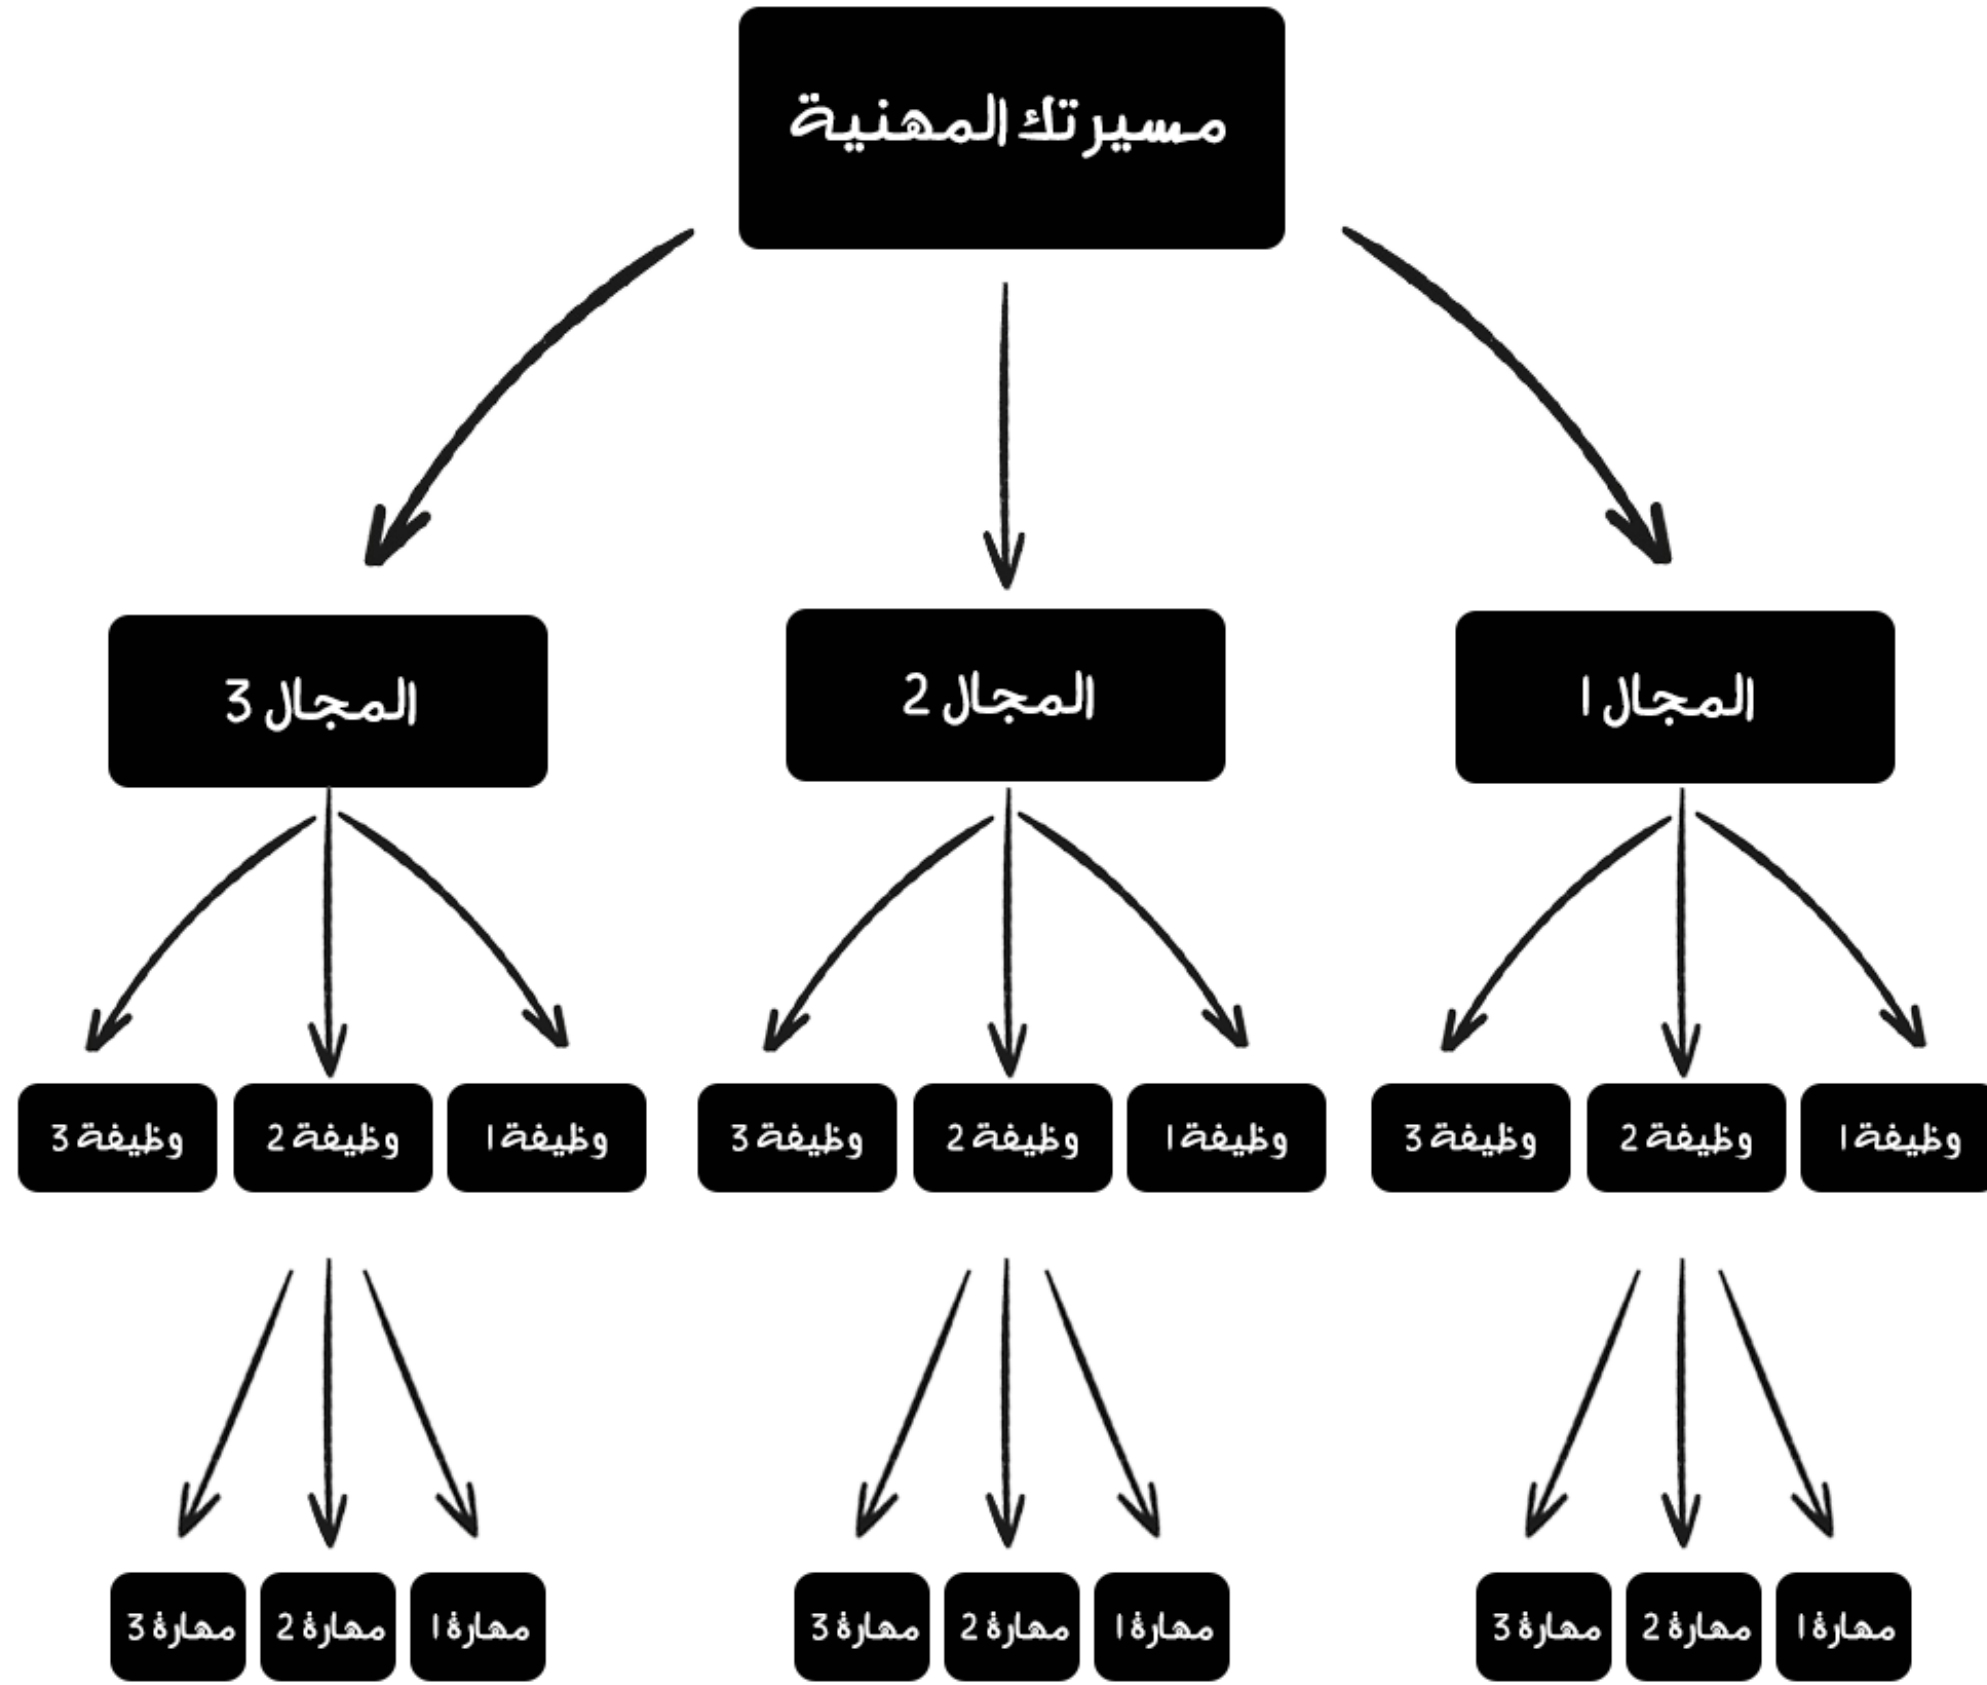 مسيرتك المهنية
المجال 1
المجال 2
المجال 3
وظيفة 1
وظيفة 2
وظيفة 3
وظيفة 1
وظيفة 2
وظيفة 3
وظيفة 1
وظيفة 2
وظيفة 3
مهارة 1
مهارة 2
مهارة 3
مهارة 1
مهارة 2
مهارة 3
مهارة 1
مهارة 2
مهارة 3